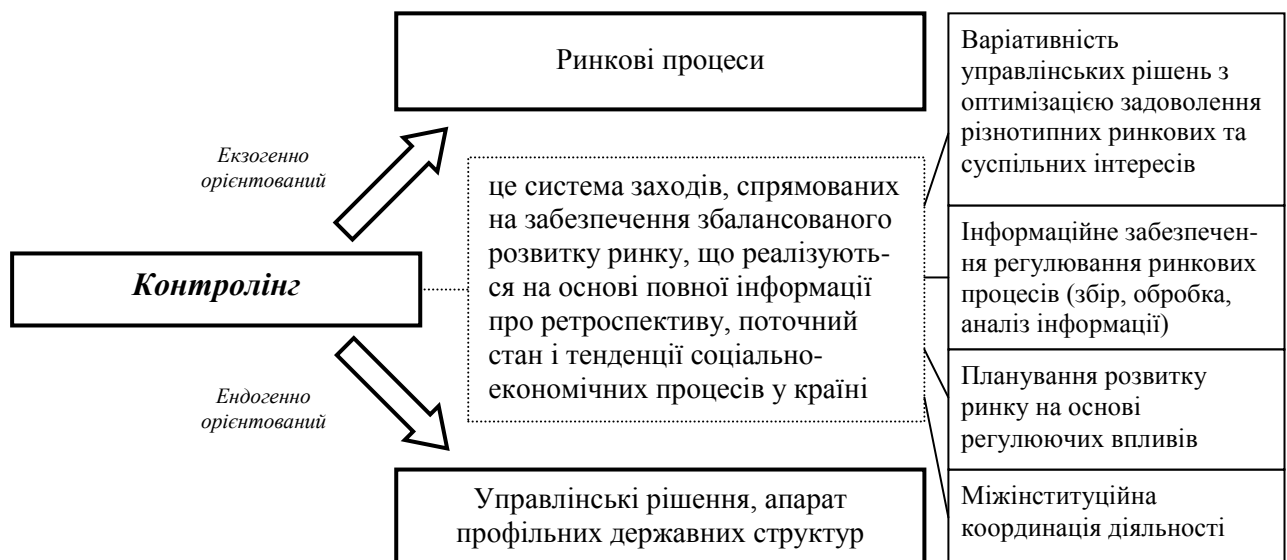 Ринкові процеси
Екзогенно
орієнтований
Контролінг
Ендогенно
орієнтований
це система заходів, спрямованих
на забезпечення збалансованого
розвитку ринку, що реалізують-
ся на основі повної інформації
про ретроспективу, поточний
стан і тенденції соціально-
економічних процесів у країні
Управлінські рішення, апарат
профільних державних структур
Варіативність
управлінських рішень з
оптимізацією задоволення
різнотипних ринкових та
суспільних інтересів
Інформаційне забезпечен-
ня регулювання ринкових
процесів (збір, обробка,
аналіз інформації)
Планування розвитку
ринку на основі
регулюючих впливів
Міжінституційна
координація діяльності